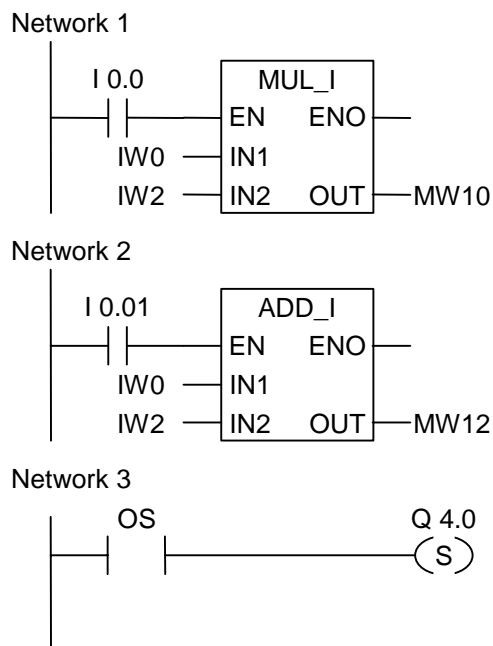 Network 1
I 0.0
MUL_I
EN ENO
IW0 IN1
IW2 IN2 OUT MW10
Network 2
I 0.01
ADD_I
EN ENO
IW0 IN1
IW2 IN2 OUT MW12
Network 3
OS Q 4.0
S